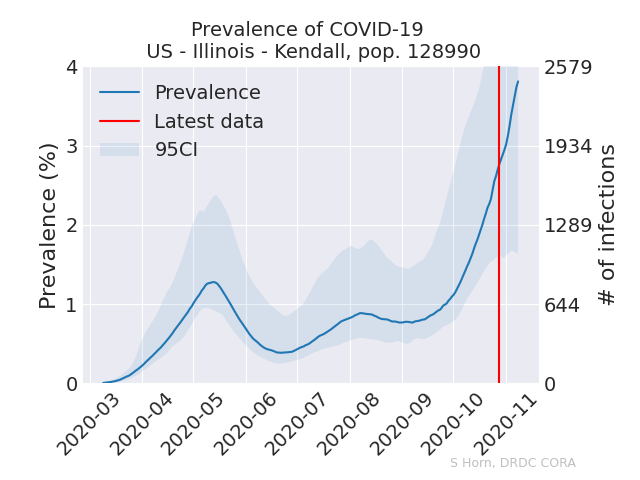 Prevalence of COVID-19
US - Illinois - Kendall, pop. 128990
Prevalence
Latest data
95CI
Prevalence (%)
4
3
2
1
0
# of infections
2579
1934
1289
644
0
2020-03
2020-04
2020-05
2020-06
2020-07
2020-08
2020-09
2020-10
2020-11
S Horn, DRDC CORA